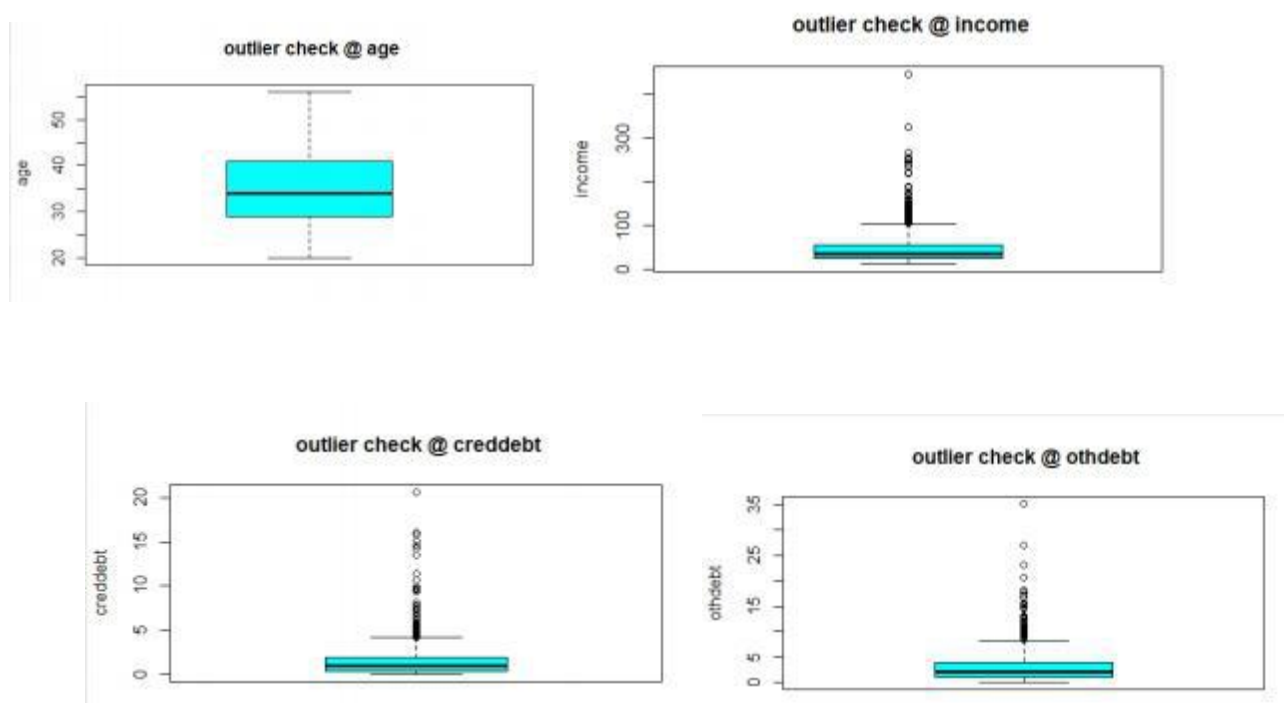 outlier check @ age
age
50
40
30
20
outlier check @ income
income
300
100
0
outlier check @ creddebt
creddebt
20
15
10
5
0
outlier check @ othdebt
othdebt
35
25
15
5
0